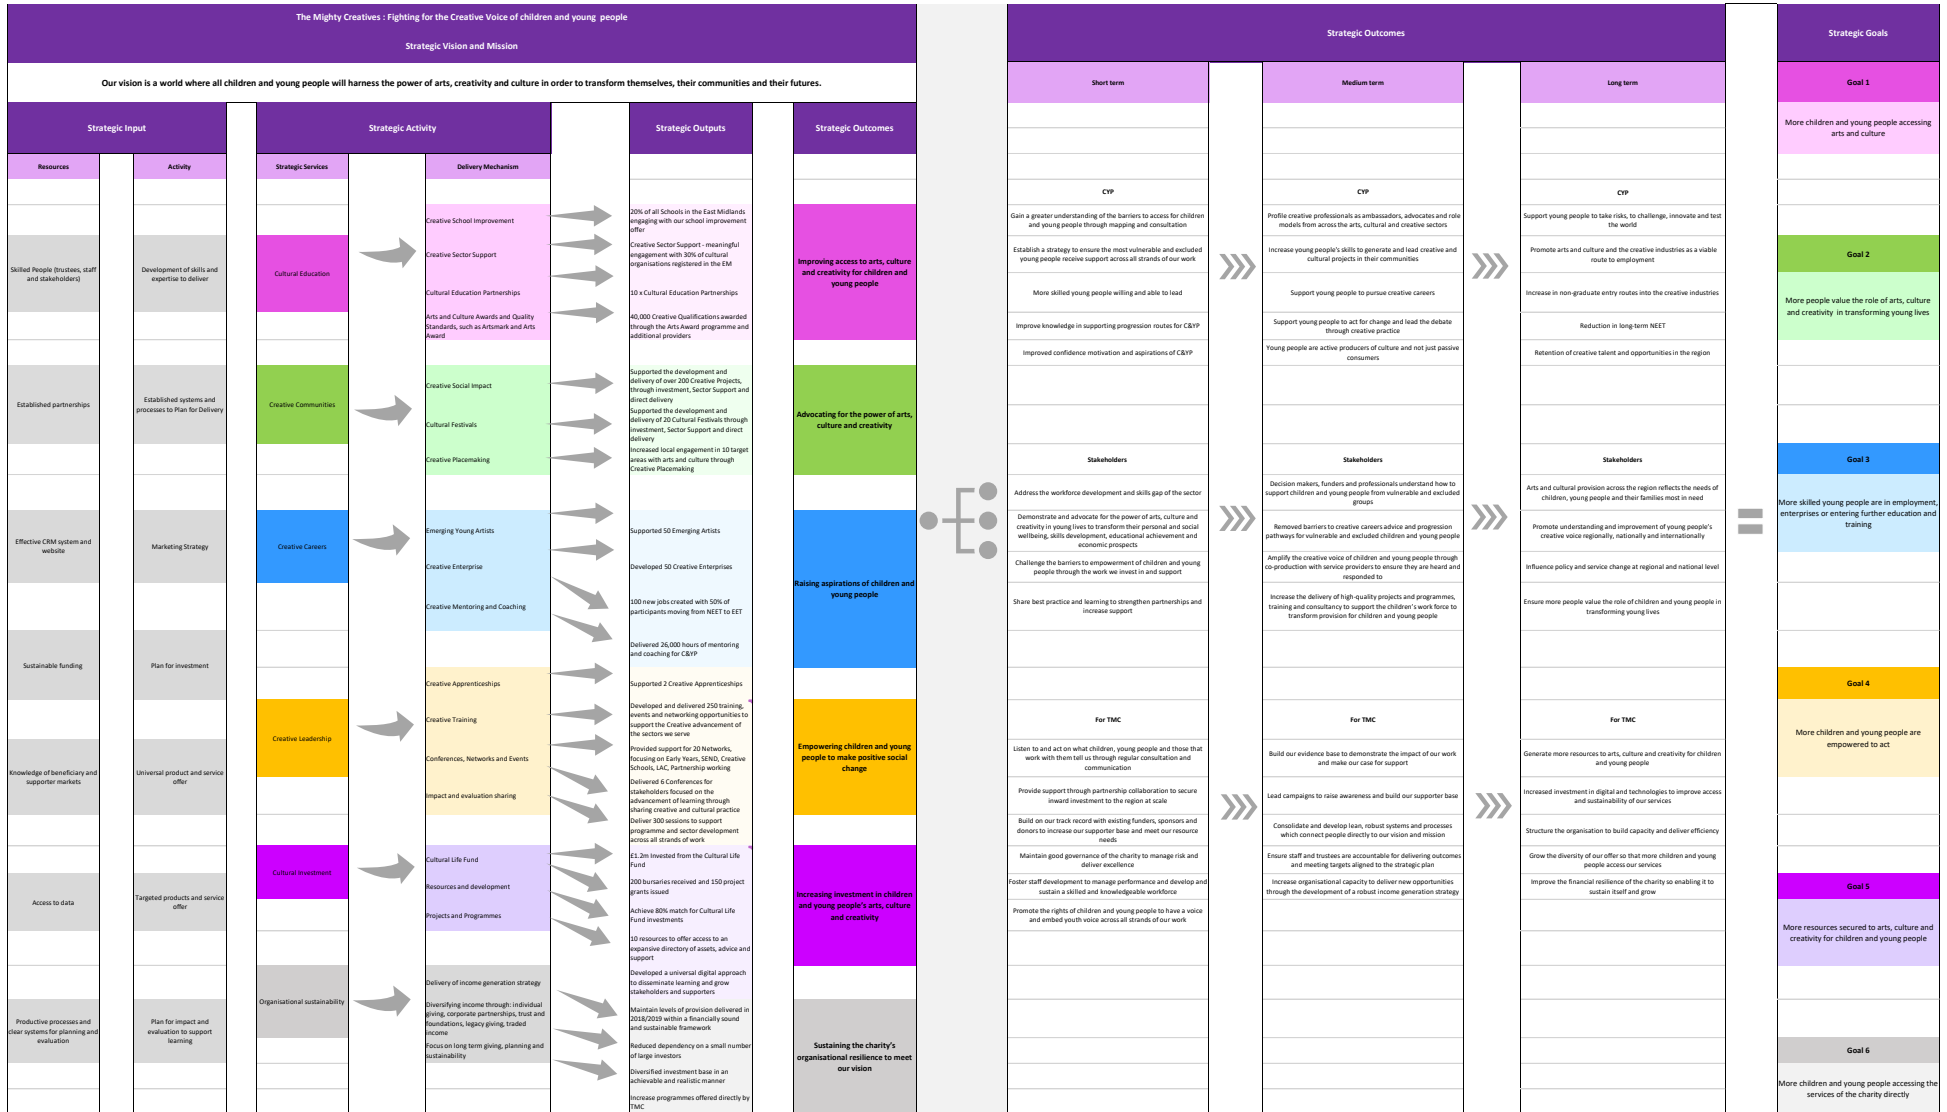 The Mighty Creatives : Fighting for the Creative Voice of children and young people
Strategic Vision and Mission
Our vision is a world where all children and young people will harness the power of arts, creativity and culture in order to transform themselves, their communities and their futures.
Strategic Input
Resources
Activity
Skilled People (trustees, staff
and stakeholders)
Development of skills and
expertise to deliver
Established partnerships
Established systems and
processes to Plan for Delivery
Effective CRM system and
website
Marketing Strategy
Sustainable funding
Plan for investment
Knowledge of beneficiary and
supporter markets
Universal product and service
offer
Access to data
Targeted products and service
offer
Productive processes and
clear systems for planning and
evaluation
Plan for impact and
evaluation to support
learning
Strategic Activity
Strategic Services
Delivery Mechanism
Cultural Education
Creative School Improvement
Creative Sector Support
Cultural Education Partnerships
Arts and Culture Awards and Quality
Standards, such as Artsmark and Arts
Award
Creative Communities
Creative Social Impact
Cultural Festivals
Creative Placemaking
Creative Careers
Emerging Young Artists
Creative Enterprise
Creative Mentoring and Coaching
Creative Leadership
Creative Apprenticeships
Creative Training
Conferences, Networks and Events
Impact and evaluation sharing
Cultural Investment
Cultural Life Fund
Resources and development
Projects and Programmes
Organisational sustainability
Delivery of income generation strategy
Diversifying income through: individual
giving, corporate partnerships, trust and
foundations, legacy giving, traded
income
Focus on long term giving, planning and
sustainability
Strategic Outputs
20% of all Schools in the East Midlands
engaging with our school improvement
offer
Creative Sector Support - meaningful
engagement with 30% of cultural
organisations registered in the EM
10 x Cultural Education Partnerships
40,000 Creative Qualifications awarded
through the Arts Award programme and
additional providers
Supported the development and
delivery of over 200 Creative Projects,
through investment, Sector Support and
direct delivery
Supported the development and
delivery of 20 Cultural Festivals through
investment, Sector Support and direct
delivery
Increased local engagement in 10 target
areas with arts and culture through
Creative Placemaking
Supported 50 Emerging Artists
Developed 50 Creative Enterprises
100 new jobs created with 50% of
participants moving from NEET to EET
Delivered 26,000 hours of mentoring
and coaching for C&YP
Supported 2 Creative Apprenticeships
Developed and delivered 250 training,
events and networking opportunities to
support the Creative advancement of
the sectors we serve
Provided support for 20 Networks,
focusing on Early Years, SEND, Creative
Schools, LAC, Partnership working
Delivered 6 Conferences for
stakeholders focused on the
advancement of learning through
sharing creative and cultural practice
Deliver 300 sessions to support
programme and sector development
across all strands of work
£1.2m Invested from the Cultural Life
Fund
200 bursaries received and 150 project
grants issued
Achieve 80% match for Cultural Life
Fund investments
10 resources to offer access to an
expansive directory of assets, advice and
support
Developed a universal digital approach
to disseminate learning and grow
stakeholders and supporters
Maintain levels of provision delivered in
2018/2019 within a financially sound
and sustainable framework
Reduced dependency on a small number
of large investors
Diversified investment base in an
achievable and realistic manner
Increase programmes offered directly by
TMC
Strategic Outcomes
Improving access to arts, culture
and creativity for children and
young people
Advocating for the power of arts,
culture and creativity
Raising aspirations of children and
young people
Empowering children and young
people to make positive social
change
Increasing investment in children
and young people's arts, culture
and creativity
Sustaining the charity's
organisational resilience to meet
our vision
Strategic Outcomes
Short term
CYP
Gain a greater understanding of the barriers to access for children
and young people through mapping and consultation
Establish a strategy to ensure the most vulnerable and excluded
young people receive support across all strands of our work
More skilled young people willing and able to lead
Improve knowledge in supporting progression routes for C&YP
Improved confidence motivation and aspirations of C&YP
Stakeholders
Address the workforce development and skills gap of the sector
Demonstrate and advocate for the power of arts, culture and
creativity in young lives to transform their personal and social
wellbeing, skills development, educational achievement and
economic prospects
Challenge the barriers to empowerment of children and young
people through the work we invest in and support
Share best practice and learning to strengthen partnerships and
increase support
For TMC
Listen to and act on what children, young people and those that
work with them tell us through regular consultation and
communication
Provide support through partnership collaboration to secure
inward investment to the region at scale
Build on our track record with existing funders, sponsors and
donors to increase our supporter base and meet our resource
needs
Maintain good governance of the charity to manage risk and
deliver excellence
Foster staff development to manage performance and develop and
sustain a skilled and knowledgeable workforce
Promote the rights of children and young people to have a voice
and embed youth voice across all strands of our work
Medium term
CYP
Profile creative professionals as ambassadors, advocates and role
models from across the arts, cultural and creative sectors
Increase young people's skills to generate and lead creative and
cultural projects in their communities
Support young people to pursue creative careers
Support young people to act for change and lead the debate
through creative practice
Young people are active producers of culture and not just passive
consumers
Stakeholders
Decision makers, funders and professionals understand how to
support children and young people from vulnerable and excluded
groups
Removed barriers to creative careers advice and progression
pathways for vulnerable and excluded children and young people
Amplify the creative voice of children and young people through
co-production with service providers to ensure they are heard and
responded to
Increase the delivery of high-quality projects and programmes,
training and consultancy to support the children's work force to
transform provision for children and young people
For TMC
Build our evidence base to demonstrate the impact of our work
and make our case for support
Lead campaigns to raise awareness and build our supporter base
Consolidate and develop lean, robust systems and processes
which connect people directly to our vision and mission
Ensure staff and trustees are accountable for delivering outcomes
and meeting targets aligned to the strategic plan
Increase organisational capacity to deliver new opportunities
through the development of a robust income generation strategy
Long term
CYP
Support young people to take risks, to challenge, innovate and test
the world
Promote arts and culture and the creative industries as a viable
route to employment
Increase in non-graduate entry routes into the creative industries
Reduction in long-term NEET
Retention of creative talent and opportunities in the region
Stakeholders
Arts and cultural provision across the region reflects the needs of
children, young people and their families most in need
Promote understanding and improvement of young people's
creative voice regionally, nationally and internationally
Influence policy and service change at regional and national level
Ensure more people value the role of children and young people in
transforming young lives
For TMC
Generate more resources to arts, culture and creativity for children
and young people
Increased investment in digital and technologies to improve access
and sustainability of our services
Structure the organisation to build capacity and deliver efficiency
Grow the diversity of our offer so that more children and young
people access our services
Improve the financial resilience of the charity so enabling it to
sustain itself and grow
Strategic Goals
Goal 1
More children and young people accessing
arts and culture
Goal 2
More people value the role of arts, culture
and creativity in transforming young lives
Goal 3
More skilled young people are in employment,
enterprises or entering further education and
training
Goal 4
More children and young people are
empowered to act
Goal 5
More resources secured to arts, culture and
creativity for children and young people
Goal 6
More children and young people accessing the
services of the charity directly